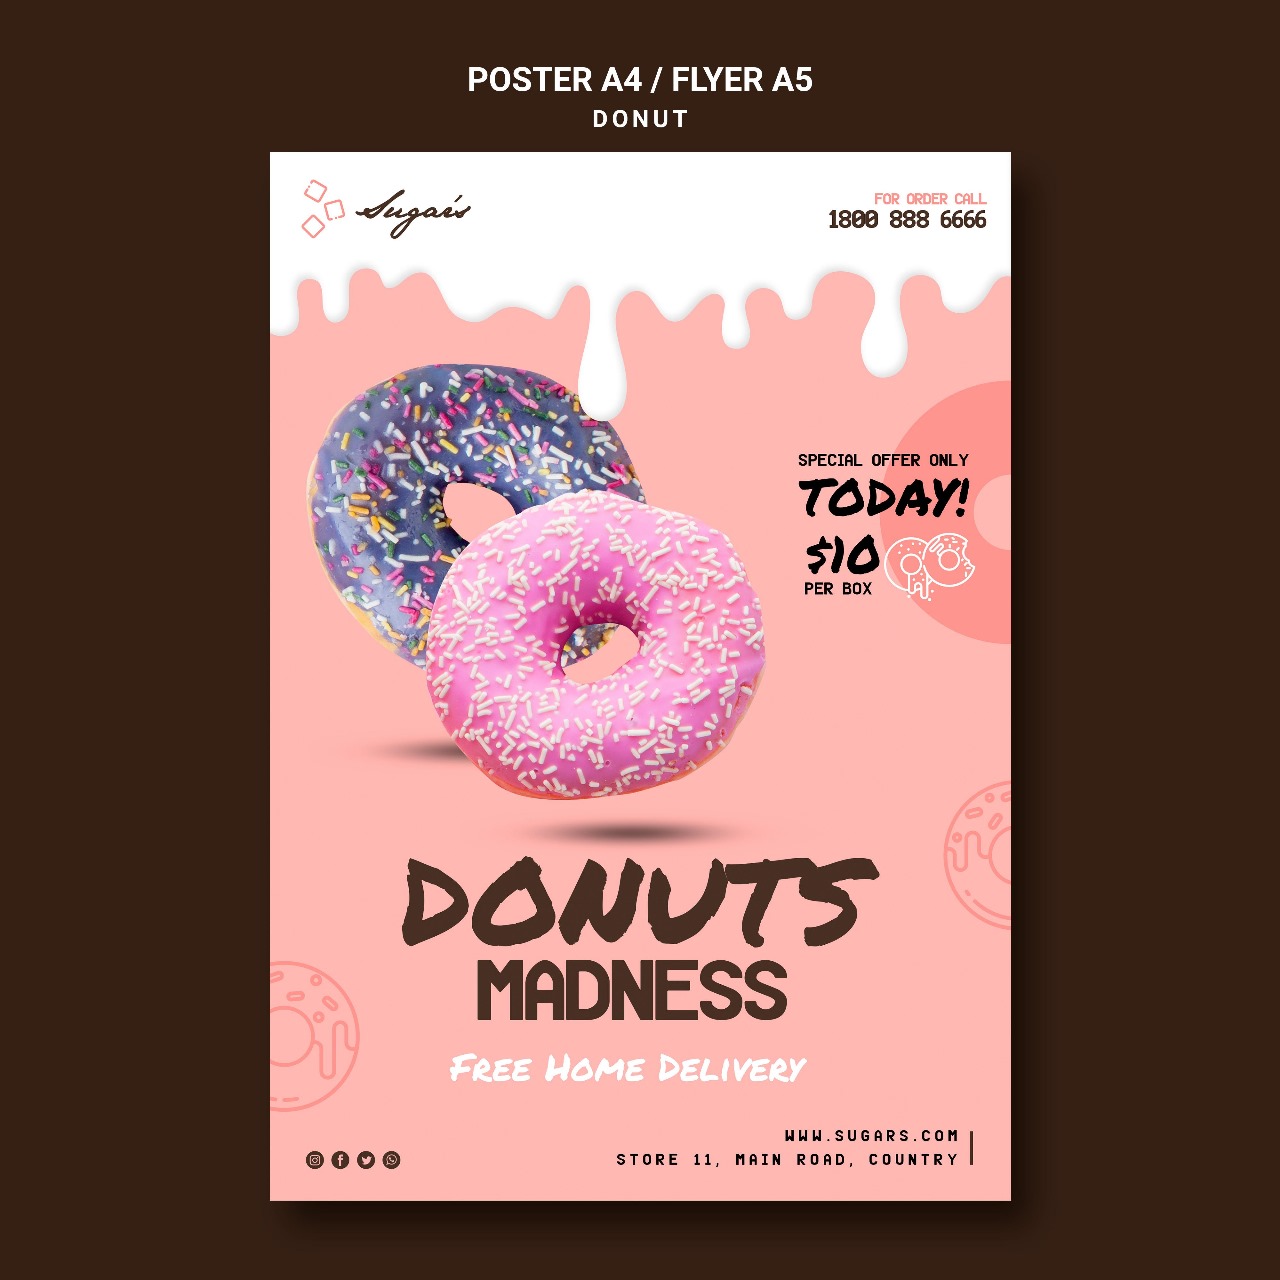 POSTER A4 / FLYER A5
DONUT
Sugar's
FOR ORDER CALL
1800 888 6666
SPECIAL OFFER ONLY
TODAY!
$10
PER BOX
DONUTS
MADNESS
FREE HOME DELIVERY
WWW.SUGARS.COM
STORE 11, MAIN ROAD, COUNTRY